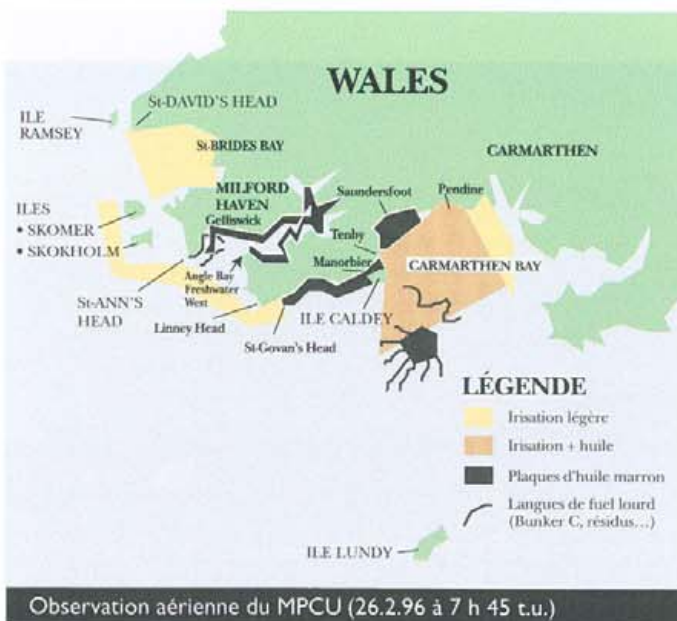 WALES
St-DAVID'S HEAD
ILE
RAMSEY
St-BRIDES BAY
CARMARTHEN
MILFORD
HAVEN
Gelliswick
Saundersfoot
Pendine
ILES
• SKOMER
• SKOKHOLM
Tenby
Manorbier
CARMARTHEN BAY
Angle Bay
Freshwater
West
St-ANN'S
HEAD
Linney Head
ILE CALDEY
St-Govan's Head
LÉGENDE
Irisation légère
Irisation + huile
Plaques d'huile marron
Langues de fuel lourd
(Bunker C, résidus...)
ILE LUNDY
Observation aérienne du MPCU (26.2.96 à 7 h 45 t.u.)